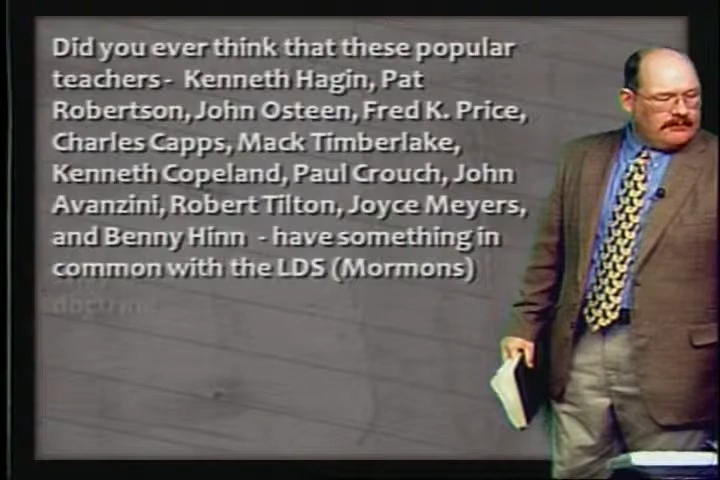 Did you ever think that these popular
teachers - Kenneth Hagin, Pat
Robertson, John Osteen, Fred K. Price,
Charles Capps, Mack Timberlake,
Kenneth Copeland, Paul Crouch, John
Avanzini, Robert Tilton, Joyce Meyers,
and Benny Hinn - have something in
common with the LDS (Mormons)